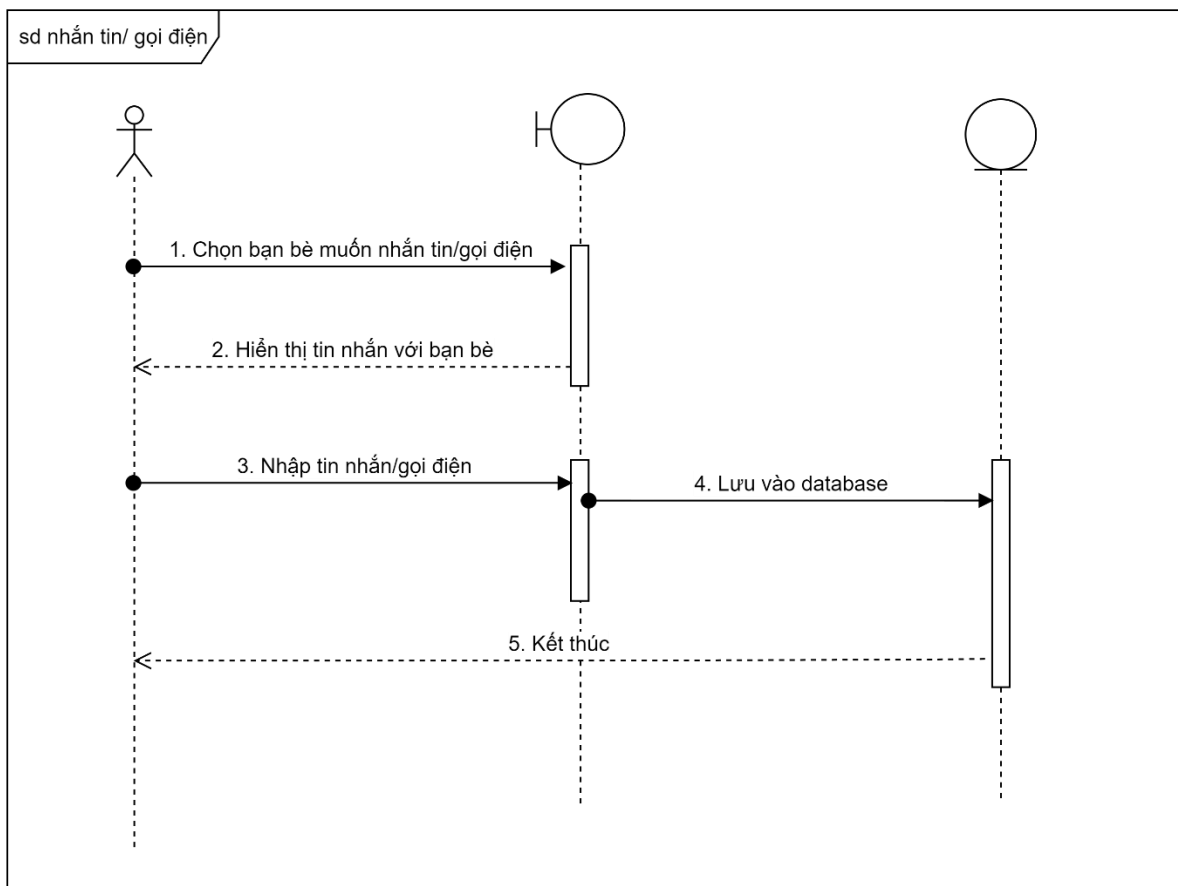 sd nhắn tin/ gọi điện
1. Chọn bạn bè muốn nhắn tin/gọi điện
2. Hiển thị tin nhắn với bạn bè
3. Nhập tin nhắn/gọi điện
4. Lưu vào database
5. Kết thúc